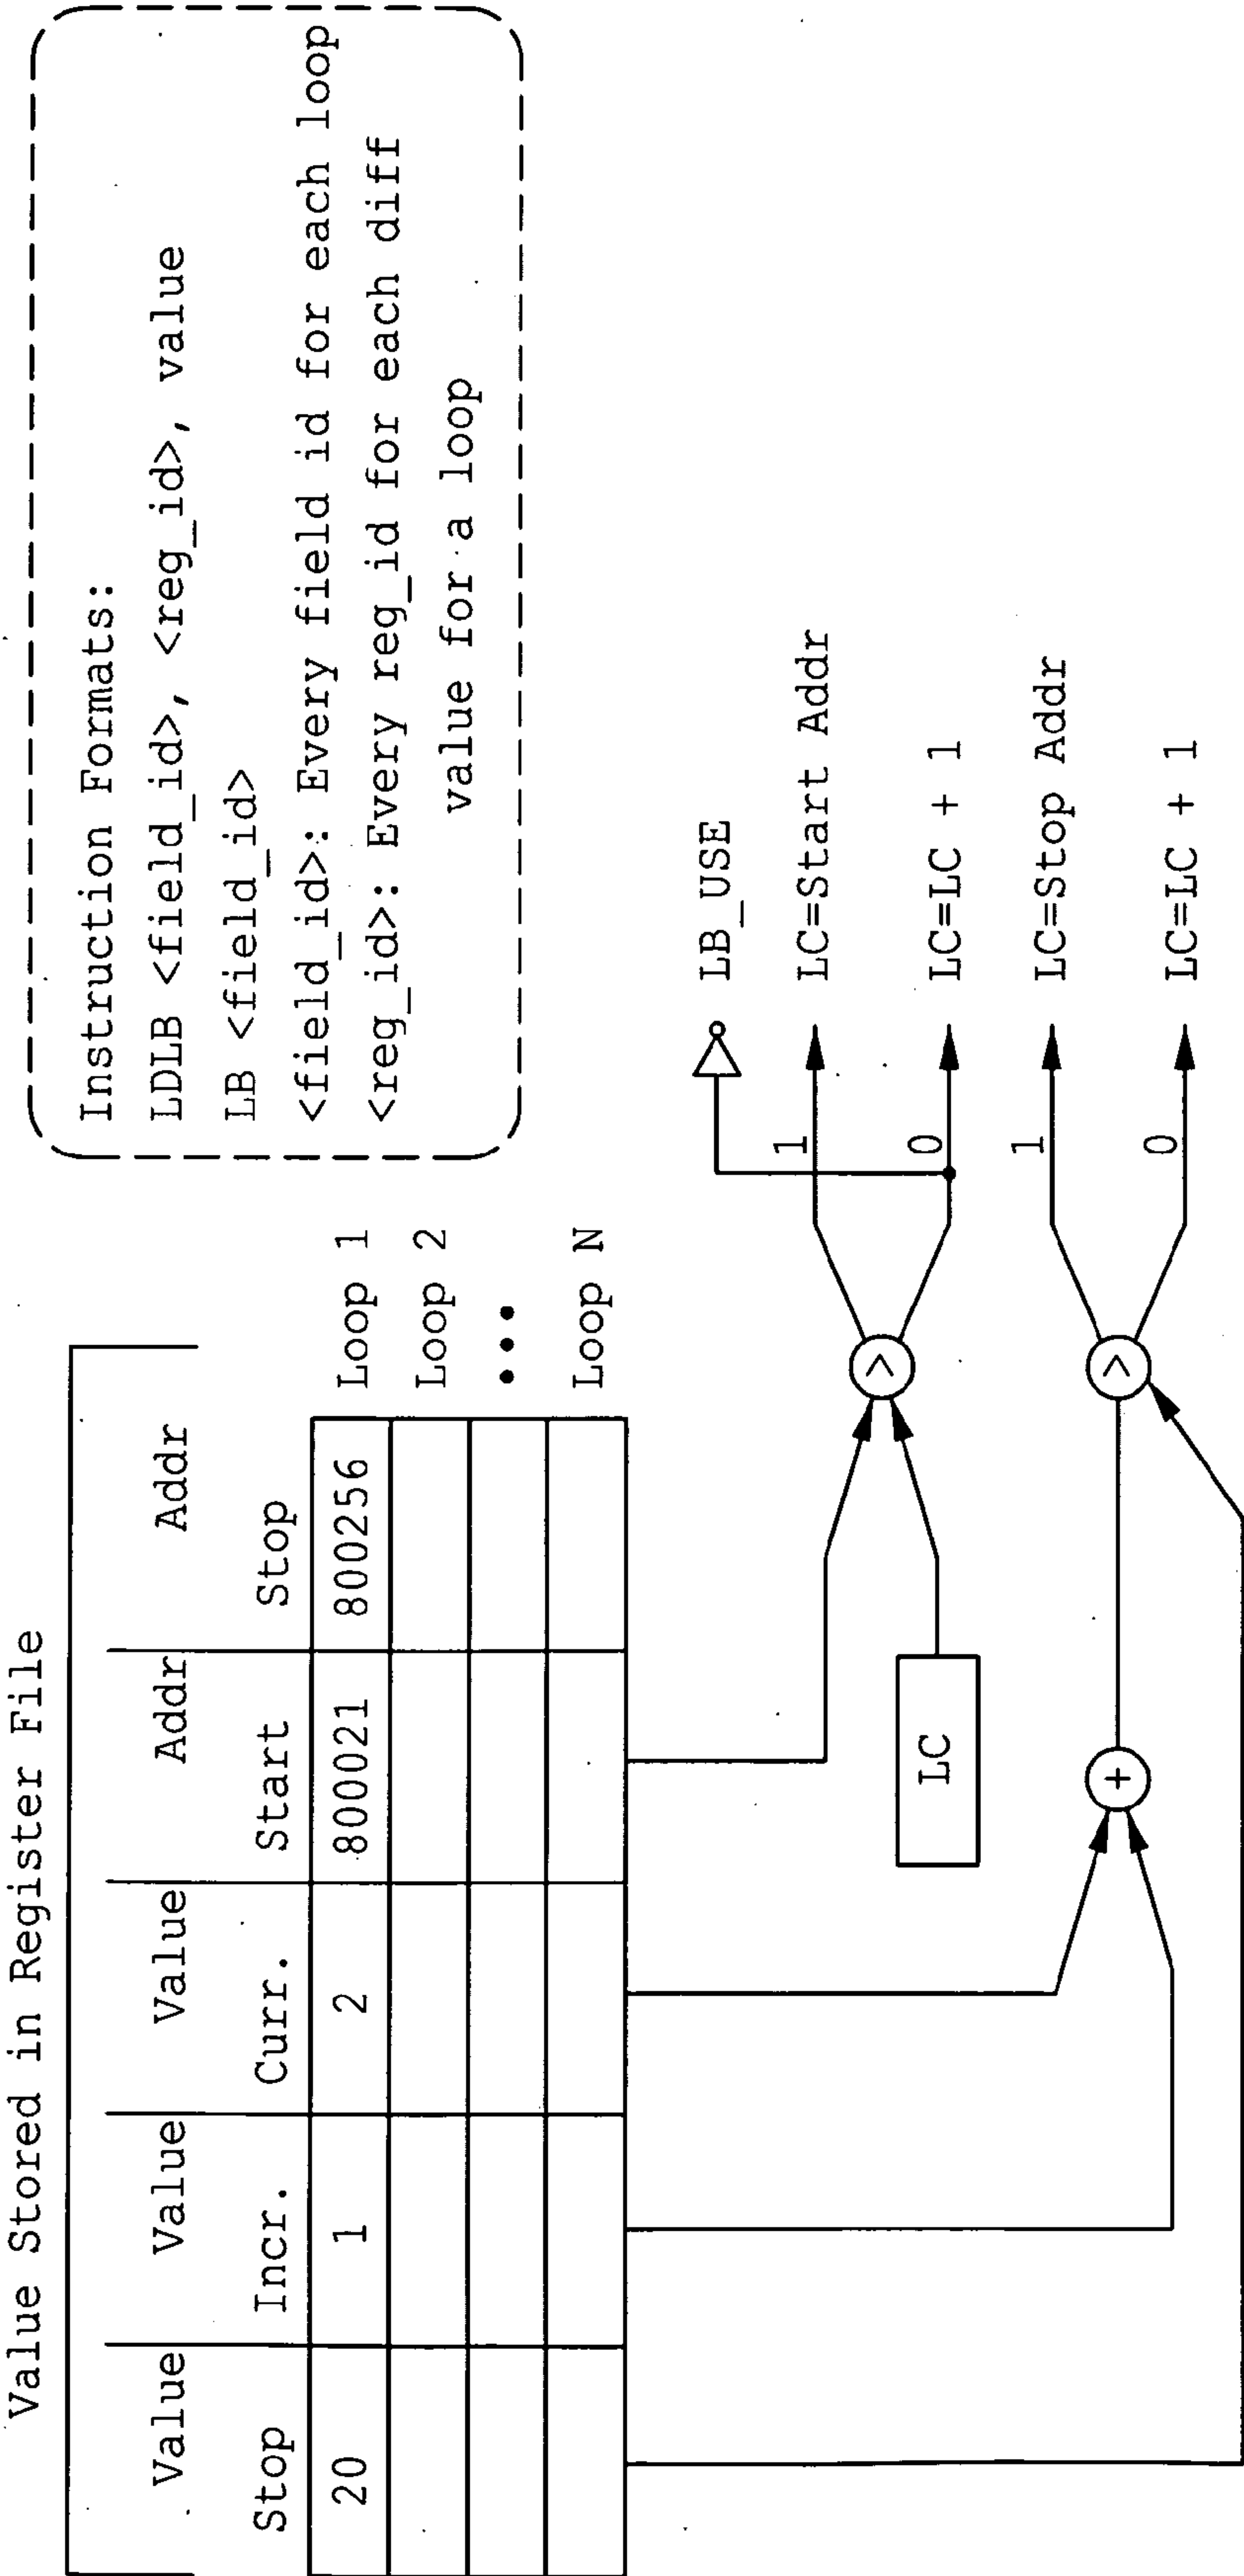 Value Stored in Register File
Value Value Value Addr Addr
Stop Incr. Curr. Start Stop
20 1 2 800021 800256 Loop 1
Loop 2
•••
Loop N
Instruction Formats:
LDLB <field_id>, <reg_id>, value
LB <field_id>
<field_id>: Every field id for each loop
<reg_id>: Every reg_id for each diff
value for a loop
LB_USE
1 LC=Start Addr
LC
> 0 LC=LC + 1
1 LC=Stop Addr
+ >
0 LC=LC + 1